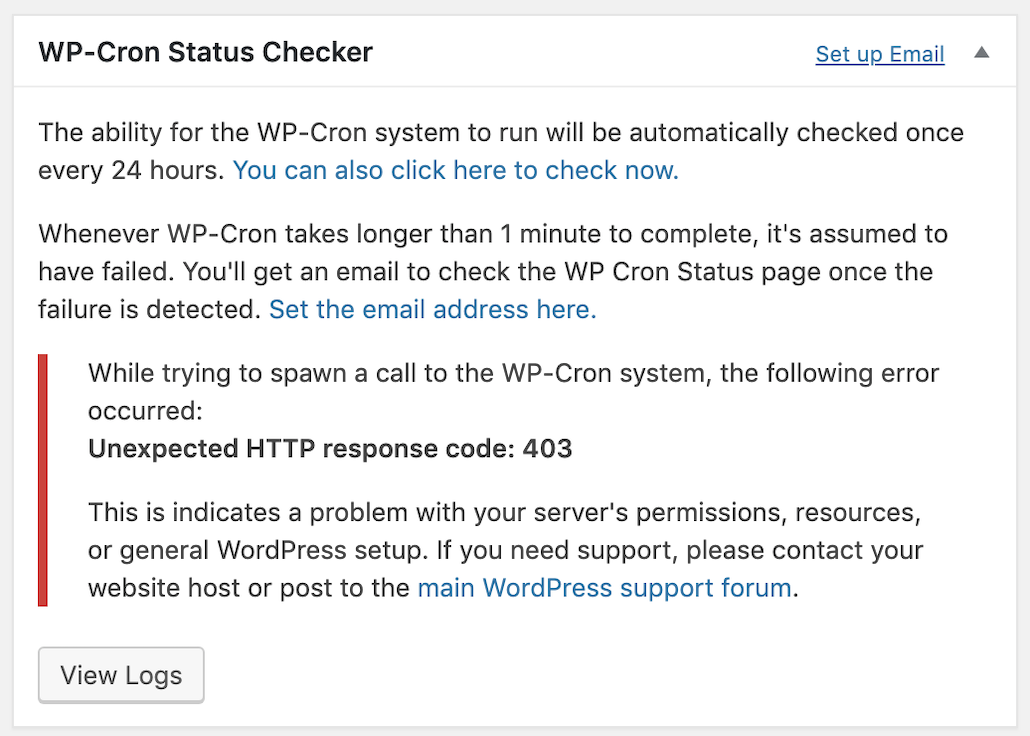 WP-Cron Status Checker
Set up Email
The ability for the WP-Cron system to run will be automatically checked once
every 24 hours. You can also click here to check now.
Whenever WP-Cron takes longer than 1 minute to complete, it's assumed to
have failed. You'll get an email to check the WP Cron Status page once the
failure is detected. Set the email address here.
While trying to spawn a call to the WP-Cron system, the following error
occurred:
Unexpected HTTP response code: 403
This is indicates a problem with your server's permissions, resources,
or general WordPress setup. If you need support, please contact your
website host or post to the main WordPress support forum.
View Logs